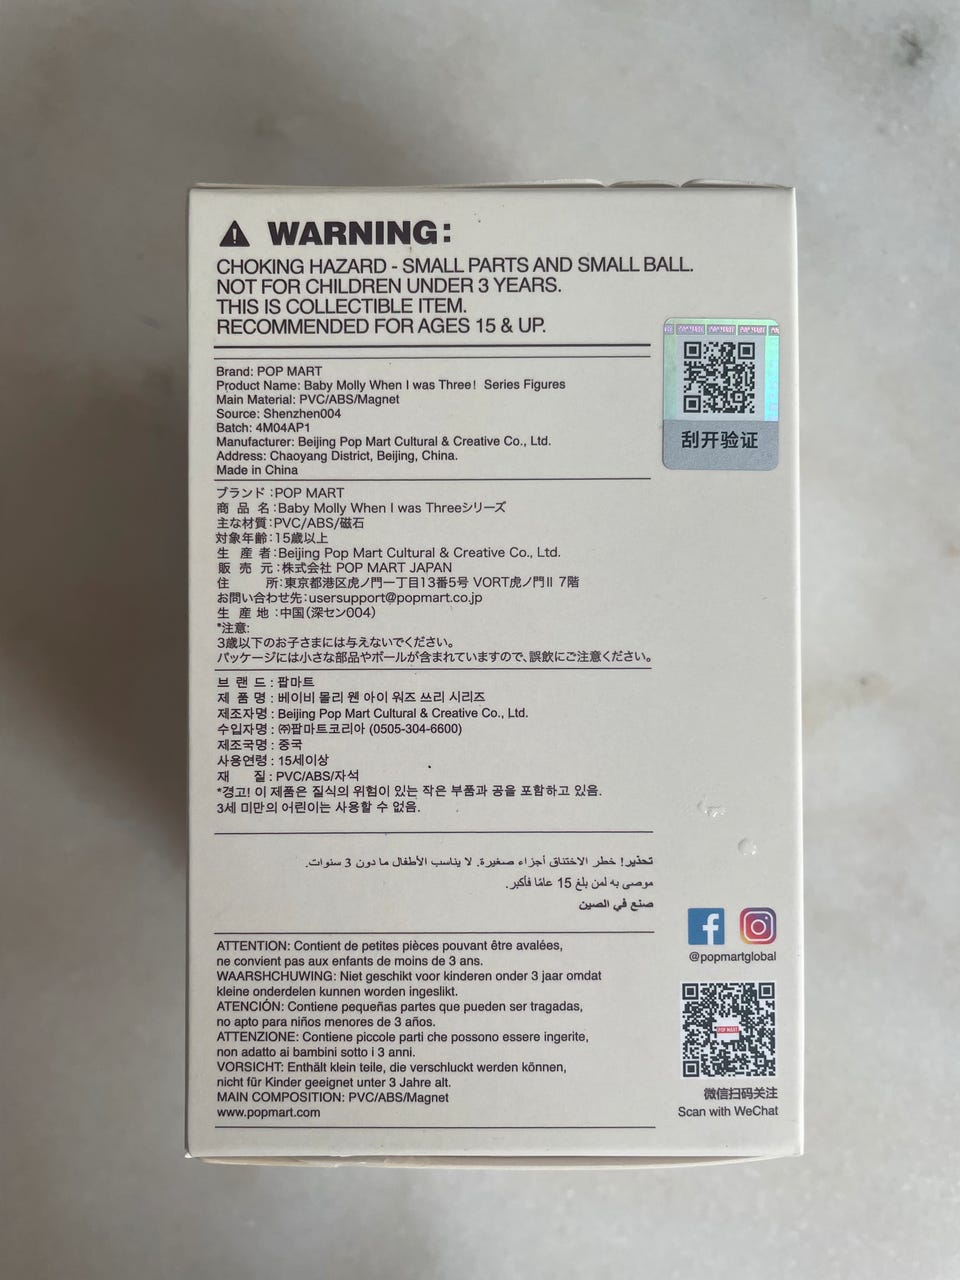 WARNING:
CHOKING HAZARD - SMALL PARTS AND SMALL BALL.
NOT FOR CHILDREN UNDER 3 YEARS.
THIS IS COLLECTIBLE ITEM.
RECOMMENDED FOR AGES 15 & UP.
POP MART POP MART POP MART
刮开验证
Brand: POP MART
Product Name: Baby Molly When I was Three! Series Figures
Main Material: PVC/ABS/Magnet
Source: Shenzhen004
Batch: 4M04AP1
Manufacturer: Beijing Pop Mart Cultural & Creative Co., Ltd.
Address: Chaoyang District, Beijing, China.
Made in China
ブランド:POP MART
商品名:Baby Molly When I was Threeシリーズ
主な材質:PVC/ABS/磁石
対象年齢:15歳以上
生産者:Beijing Pop Mart Cultural & Creative Co., Ltd.
販売元:株式会社 POP MART JAPAN
住所:東京都港区虎ノ門一丁目13番5号 VORT虎ノ門II 7階
お問い合わせ先:usersupport@popmart.co.jp
生産地:中国(深セン004)
*注意:
3歳以下のお子さまには与えないでください。
パッケージには小さな部品やボールが含まれていますので、誤飲にご注意ください。
브랜드 : 팝마트
제품명 : 베이비 몰리 웬 아이 워즈 쓰리 시리즈
제조자명 : Beijing Pop Mart Cultural & Creative Co., Ltd.
수입자명 : ㈜팝마트코리아 (0505-304-6600)
제조국명 : 중국
사용연령 : 15세이상
재질 : PVC/ABS/자석
*경고! 이 제품은 질식의 위험이 있는 작은 부품과 공을 포함하고 있음.
3세 미만의 어린이는 사용할 수 없음.
تحذير! خطر الاختناق أجزاء صغيرة. لا يناسب الأطفال ما دون 3 سنوات.
موصى به لمن بلغ 15 عامًا فأكبر.
صنع في الصين
ATTENTION: Contient de petites pièces pouvant être avalées,
ne convient pas aux enfants de moins de 3 ans.
WAARSHCHUWING: Niet geschikt voor kinderen onder 3 jaar omdat
kleine onderdelen kunnen worden ingeslikt.
ATENCIÓN: Contiene pequeñas partes que pueden ser tragadas,
no apto para niños menores de 3 años.
ATTENZIONE: Contiene piccole parti che possono essere ingerite,
non adatto ai bambini sotto i 3 anni.
VORSICHT: Enthält klein teile, die verschluckt werden können,
nicht für Kinder geeignet unter 3 Jahre alt.
MAIN COMPOSITION: PVC/ABS/Magnet
www.popmart.com
@popmartglobal
POP MART
微信扫码关注
Scan with WeChat